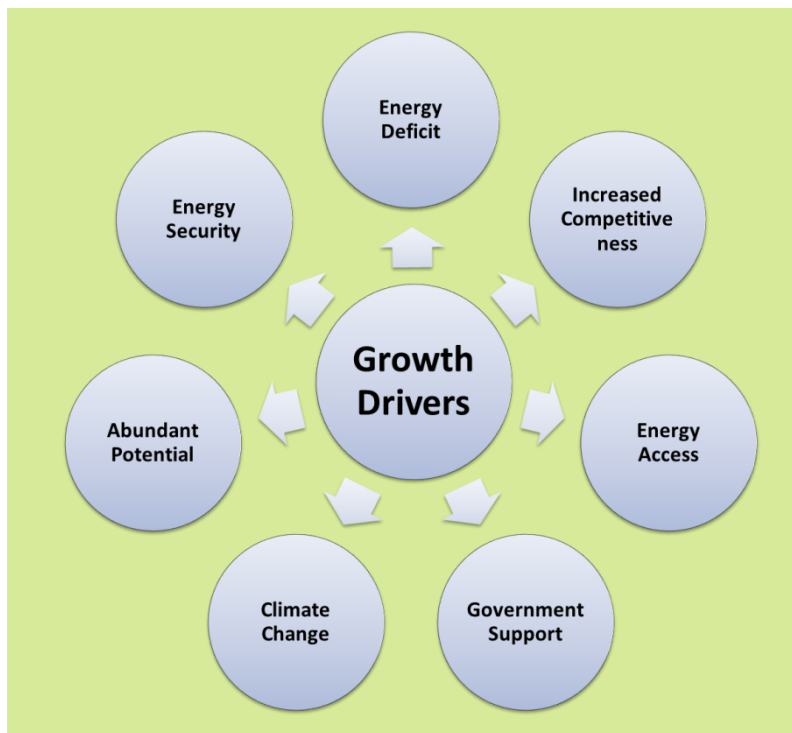 Energy
Deficit
Increased
Competitive
ness
Energy
Access
Government
Support
Climate
Change
Abundant
Potential
Energy
Security
Growth
Drivers